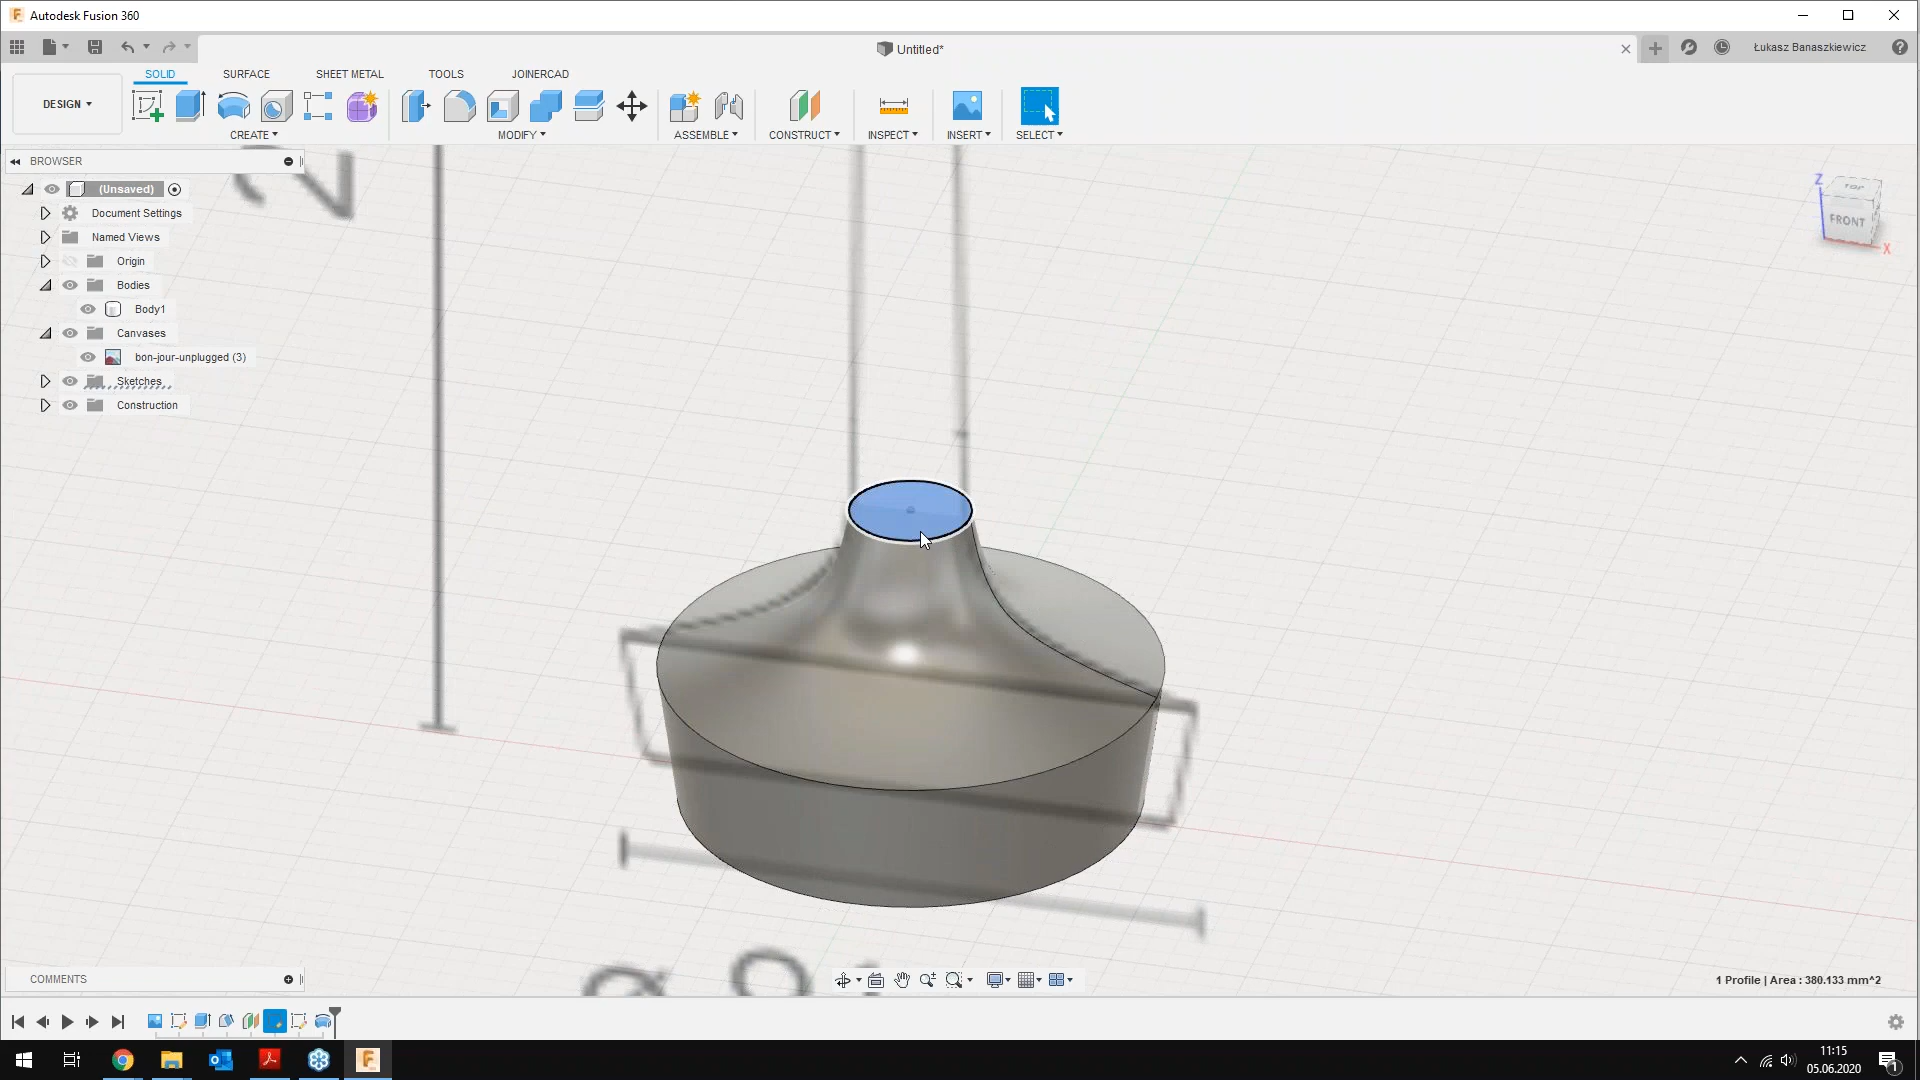 Autodesk Fusion 360
Untitled*
Łukasz Banaszkiewicz
SOLID SURFACE SHEET METAL TOOLS JOINERCAD
DESIGN
CREATE MODIFY ASSEMBLE CONSTRUCT INSPECT INSERT SELECT
BROWSER
(Unsaved)
Document Settings
Named Views
Origin
Bodies
Body1
Canvases
bon-jour-unplugged (3)
Sketches
Construction
Z
TOP
FRONT
X
COMMENTS
1 Profile | Area : 380.133 mm^2
11:15
05.06.2020
1